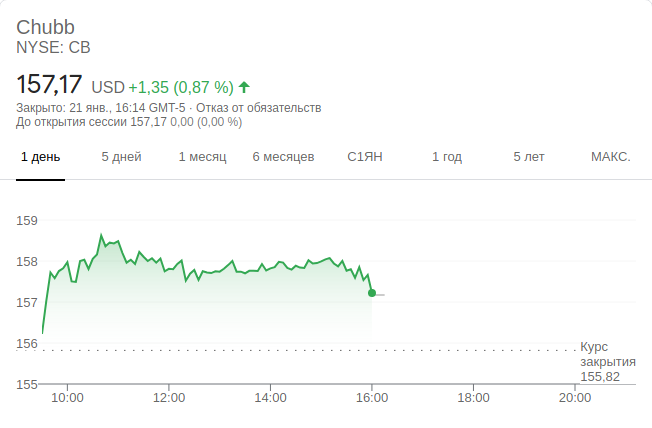 Chubb
NYSE: CB
157,17 USD +1,35 (0,87 %)
Закрыто: 21 янв., 16:14 GMT-5 · Отказ от обязательств
До открытия сессии 157,17 0,00 (0,00 %)
1 день 5 дней 1 месяц 6 месяцев С1ЯН 1 год 5 лет МАКС.
159
158
157
156
Курс
закрытия
155,82
155
10:00 12:00 14:00 16:00 18:00 20:00